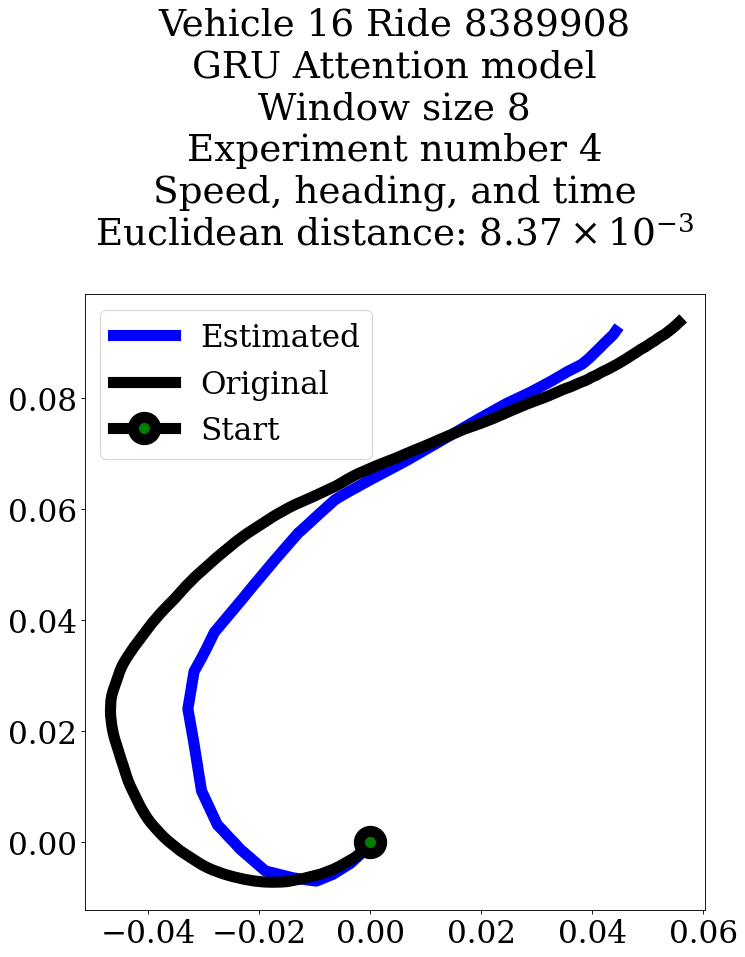 Vehicle 16 Ride 8389908
GRU Attention model
Window size 8
Experiment number 4
Speed, heading, and time
Euclidean distance: 8.37 × 10⁻³
Estimated
Original
Start
0.08
0.06
0.04
0.02
0.00
−0.04 −0.02 0.00 0.02 0.04 0.06